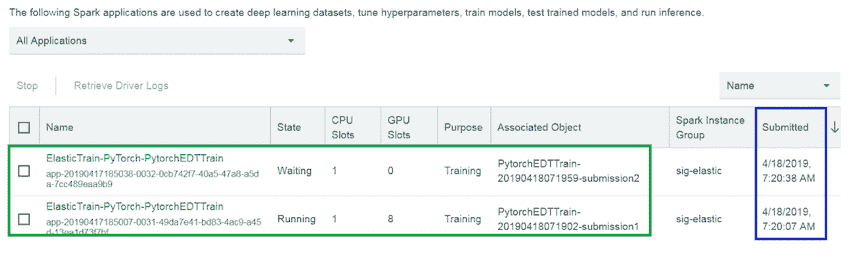 The following Spark applications are used to create deep learning datasets, tune hyperparameters, train models, test trained models, and run inference.
All Applications
Stop Retrieve Driver Logs Name
Name State CPU Slots GPU Slots Purpose Associated Object Spark Instance Group Submitted
ElasticTrain-PyTorch-PytorchEDTTrain
app-20190417185038-0032-0cb742f7-40a5-47a8-a5d
a-7cc489eaa9b9
Waiting 1 0 Training
PytorchEDTTrain-
20190418071959-submission2
sig-elastic
4/18/2019,
7:20:38 AM
ElasticTrain-PyTorch-PytorchEDTTrain
app-20190417185007-0031-49da7e41-bd83-4ac9-a45
d-13ea1d73f7bf
Running 1 8 Training
PytorchEDTTrain-
20190418071902-submission1
sig-elastic
4/18/2019,
7:20:07 AM